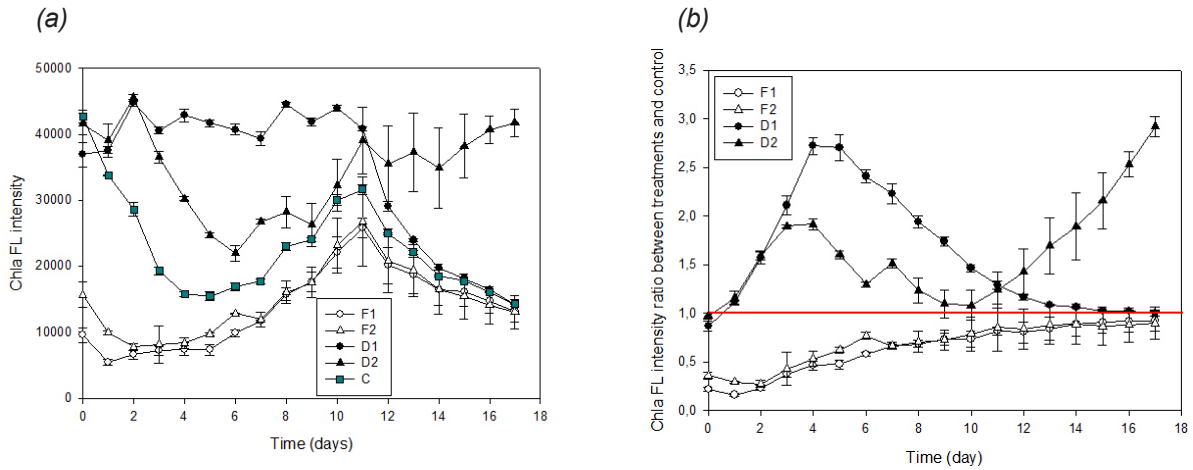 (a)
Chla FL intensity
50000
40000
30000
20000
10000
0
F1
F2
D1
D2
C
0 2 4 6 8 10 12 14 16 18
Time (days)
(b)
Chla FL intensity ratio between treatments and control
3,5
3,0
2,5
2,0
1,5
1,0
0,5
0,0
F1
F2
D1
D2
0 2 4 6 8 10 12 14 16 18
Time (day)